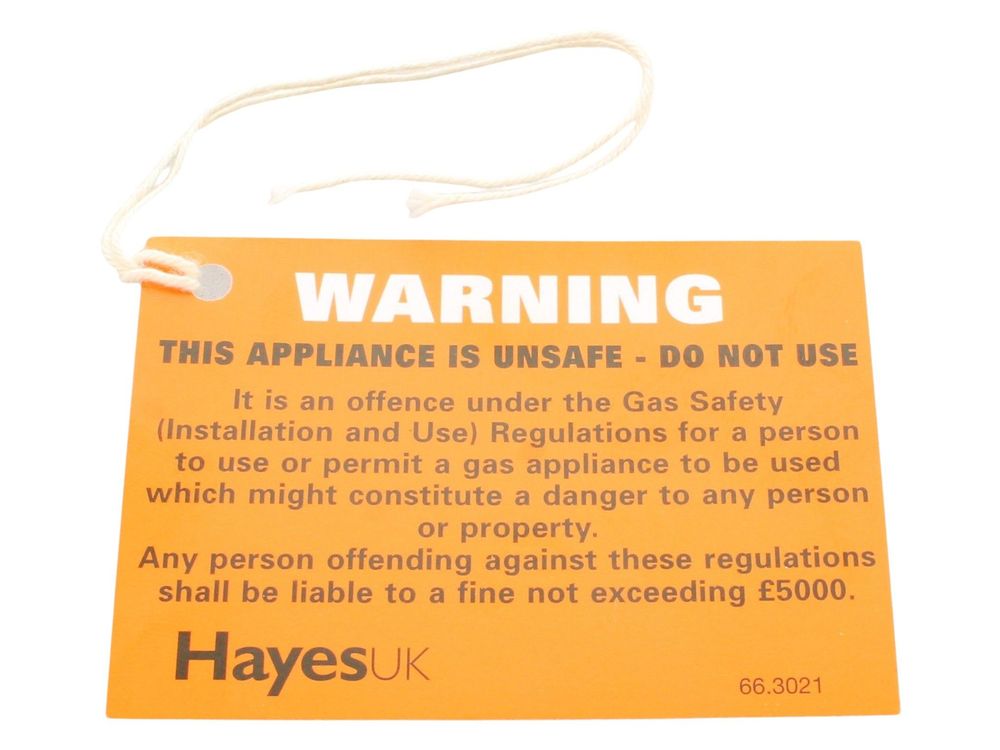 WARNING
THIS APPLIANCE IS UNSAFE - DO NOT USE
It is an offence under the Gas Safety
(Installation and Use) Regulations for a person
to use or permit a gas appliance to be used
which might constitute a danger to any person
or property.
Any person offending against these regulations
shall be liable to a fine not exceeding £5000.
HayesUK
66.3021